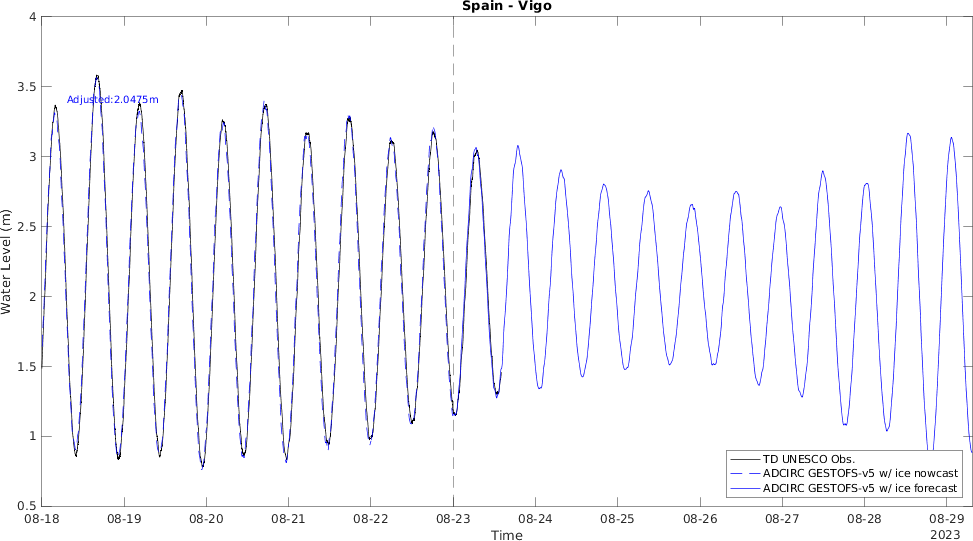 Spain - Vigo
4
3.5
3
2.5
2
1.5
1
0.5
Water Level (m)
Adjusted:2.0475m
TD UNESCO Obs.
ADCIRC GESTOFS-v5 w/ ice nowcast
ADCIRC GESTOFS-v5 w/ ice forecast
08-18 08-19 08-20 08-21 08-22 08-23 08-24 08-25 08-26 08-27 08-28 08-29
2023
Time